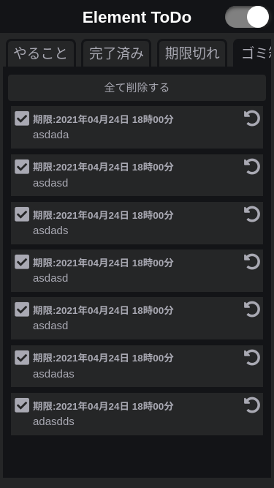 Element ToDo
やること 完了済み 期限切れ ゴミ
全て削除する
期限:2021年04月24日 18時00分
asdada
期限:2021年04月24日 18時00分
asdasd
期限:2021年04月24日 18時00分
asdads
期限:2021年04月24日 18時00分
asdasd
期限:2021年04月24日 18時00分
asdasd
期限:2021年04月24日 18時00分
asdadas
期限:2021年04月24日 18時00分
adasdds